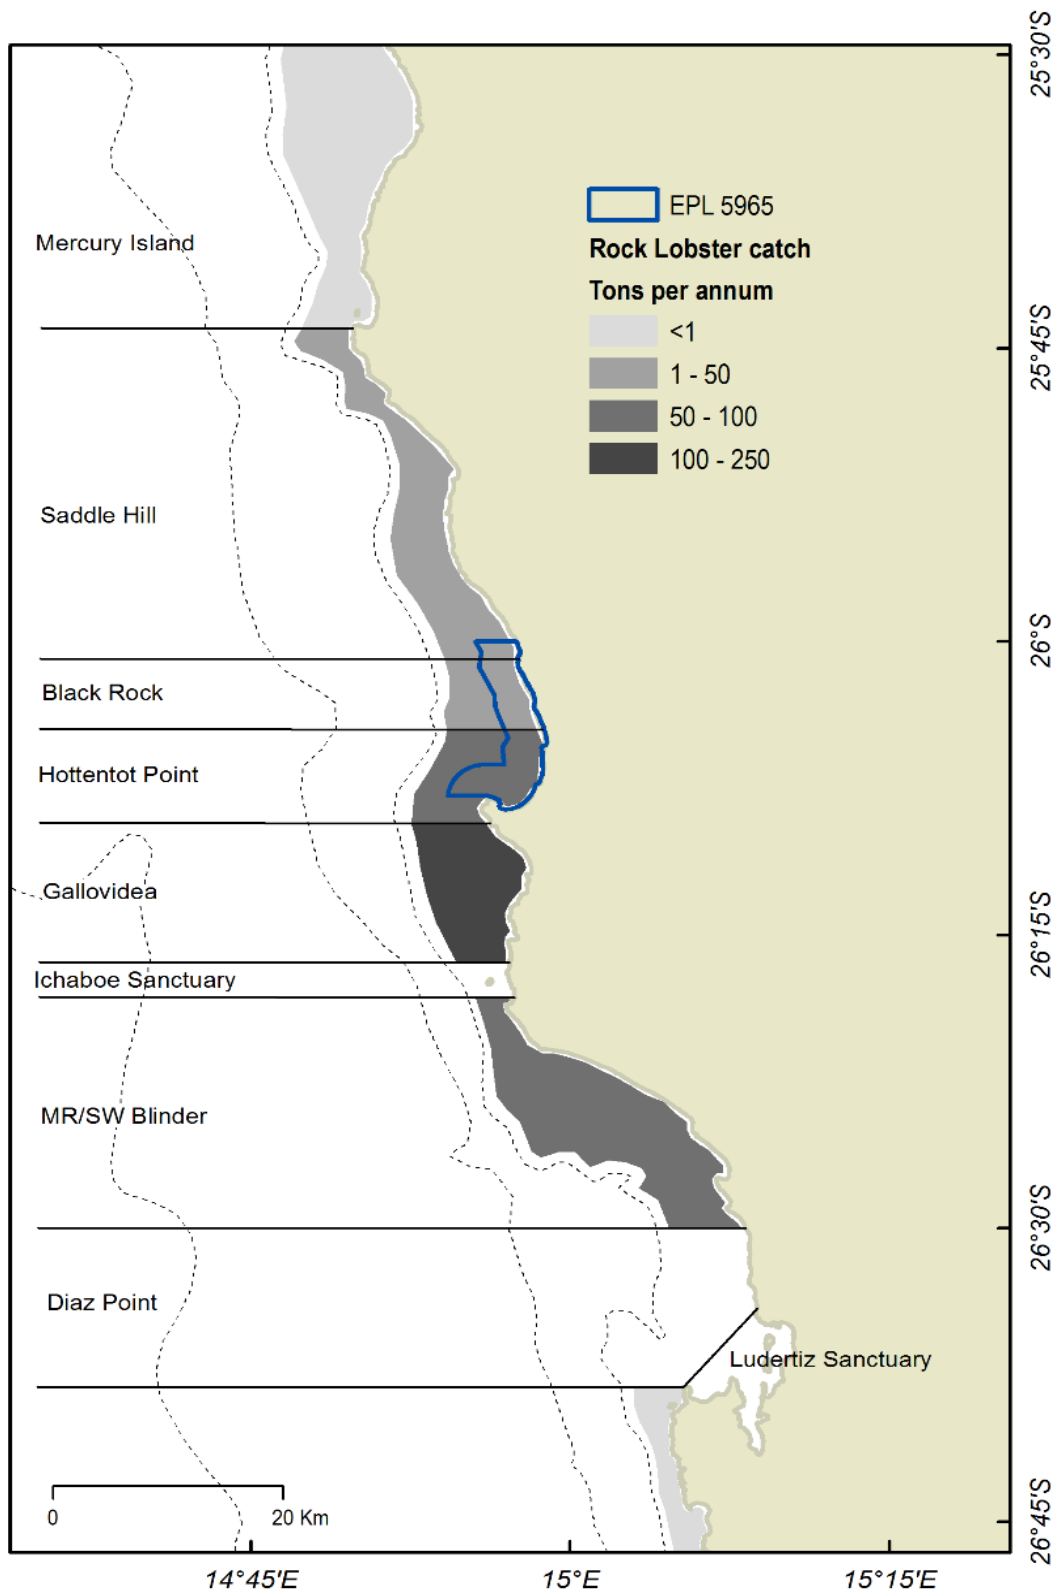 25°30'S
EPL 5965
Rock Lobster catch
Tons per annum
<1
1 - 50
50 - 100
100 - 250
Mercury Island
25°45'S
Saddle Hill
26°S
Black Rock
Hottentot Point
Gallovidea
26°15'S
Ichaboe Sanctuary
MR/SW Blinder
26°30'S
Diaz Point
Ludertiz Sanctuary
0 20 Km
26°45'S
14°45'E 15°E 15°15'E